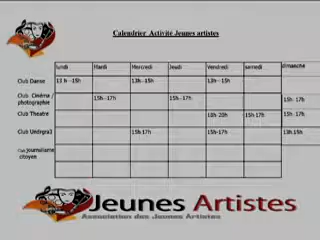 Calendrier Activité Jeunes artistes
lundi Mardi Mercredi Jeudi Vendredi samedi dimanche
Club Danse 13 h - 15h 13h - 15h 13h - 15h
Club Cinéma / photographie 15h -17h 15h -17h 15h- 17h
Club Theatre 18h- 20h 15h- 17h 15h- 17h
Club 15h 17h 15h-17h 13h 15h
Club journalisme citoyen
Jeunes Artistes
Association des Jeunes Artistes